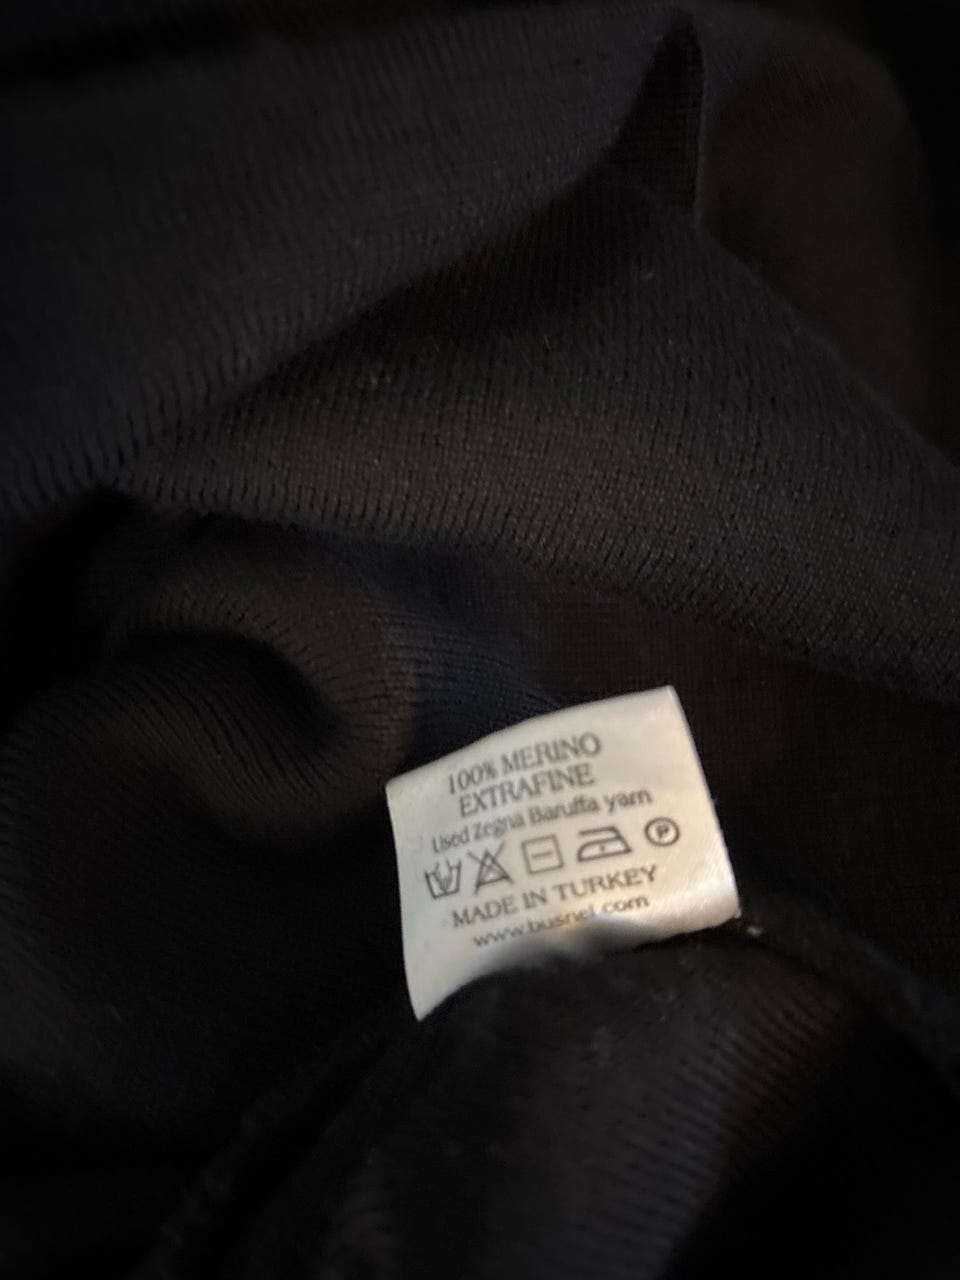 100% MERINO
EXTRAFINE
Used Zegna Baruffa yarn
P
MADE IN TURKEY
www.busnel.com